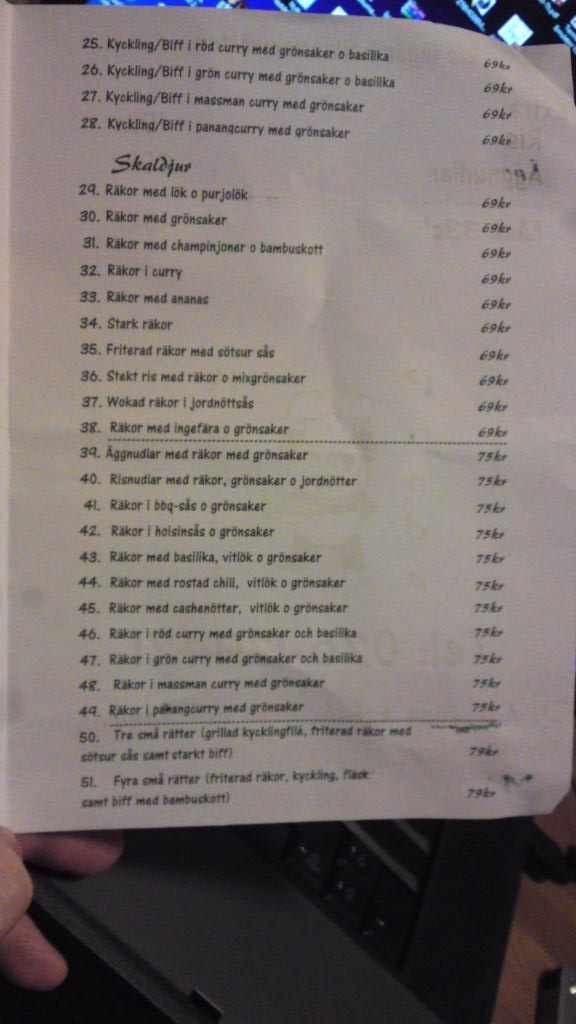 25. Kyckling/Biff i röd curry med grönsaker o basilika 69kr
26. Kyckling/Biff i grön curry med grönsaker o basilika 69kr
27. Kyckling/Biff i massman curry med grönsaker 69kr
28. Kyckling/Biff i panangcurry med grönsaker 69kr
Skaldjur
29. Räkor med lök o purjolök 69kr
30. Räkor med grönsaker 69kr
31. Räkor med champinjoner o bambuskott 69kr
32. Räkor i curry 69kr
33. Räkor med ananas 69kr
34. Stark räkor 69kr
35. Friterad räkor med sötsur sås 69kr
36. Stekt ris med räkor o mixgrönsaker 69kr
37. Wokad räkor i jordnöttsås 69kr
38. Räkor med ingefära o grönsaker 69kr
39. Äggnudlar med räkor med grönsaker 75kr
40. Risnudlar med räkor, grönsaker o jordnötter 75kr
41. Räkor i bbq-sås o grönsaker 75kr
42. Räkor i hoisinsås o grönsaker 75kr
43. Räkor med basilika, vitlök o grönsaker 75kr
44. Räkor med rostad chili, vitlök o grönsaker 75kr
45. Räkor med cashenötter, vitlök o grönsaker 75kr
46. Räkor i röd curry med grönsaker och basilika 75kr
47. Räkor i grön curry med grönsaker och basilika 75kr
48. Räkor i massman curry med grönsaker 75kr
49. Räkor i panangcurry med grönsaker 75kr
50. Tre små rätter (grillad kycklingfilé, friterad räkor med
sötsur sås samt starkt biff) 79kr
51. Fyra små rätter (friterad räkor, kyckling, fläsk
samt biff med bambuskott) 79kr